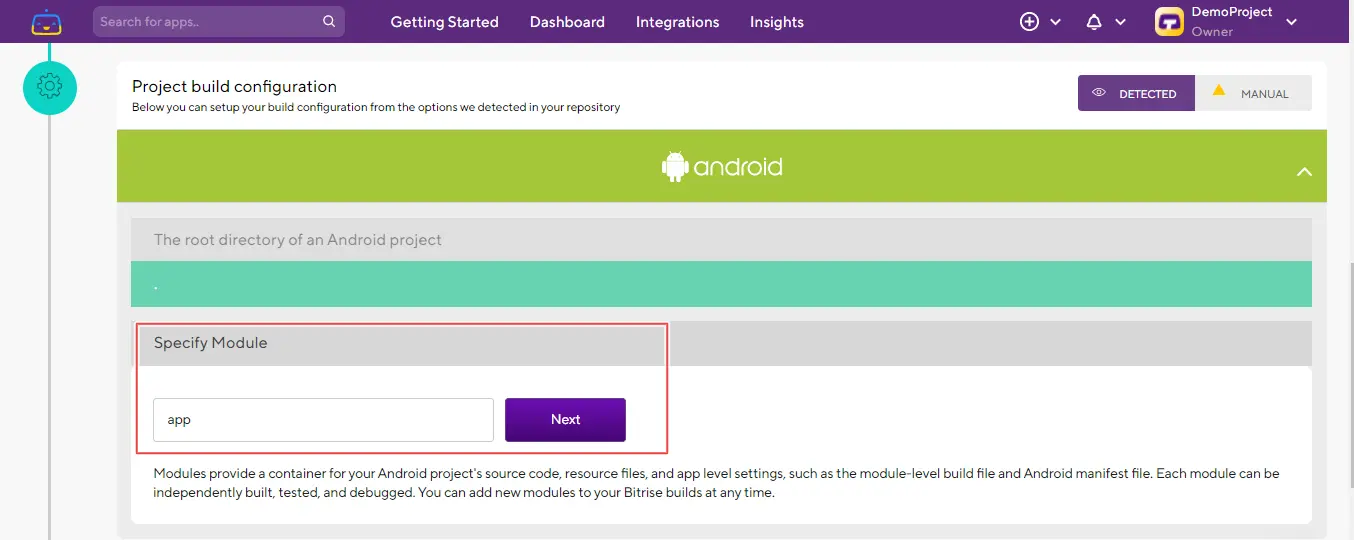 Search for apps..
Getting Started
Dashboard
Integrations
Insights
DemoProject
Owner
Project build configuration
Below you can setup your build configuration from the options we detected in your repository
DETECTED
MANUAL
android
The root directory of an Android project
.
Specify Module
app
Next
Modules provide a container for your Android project's source code, resource files, and app level settings, such as the module-level build file and Android manifest file. Each module can be
independently built, tested, and debugged. You can add new modules to your Bitrise builds at any time.